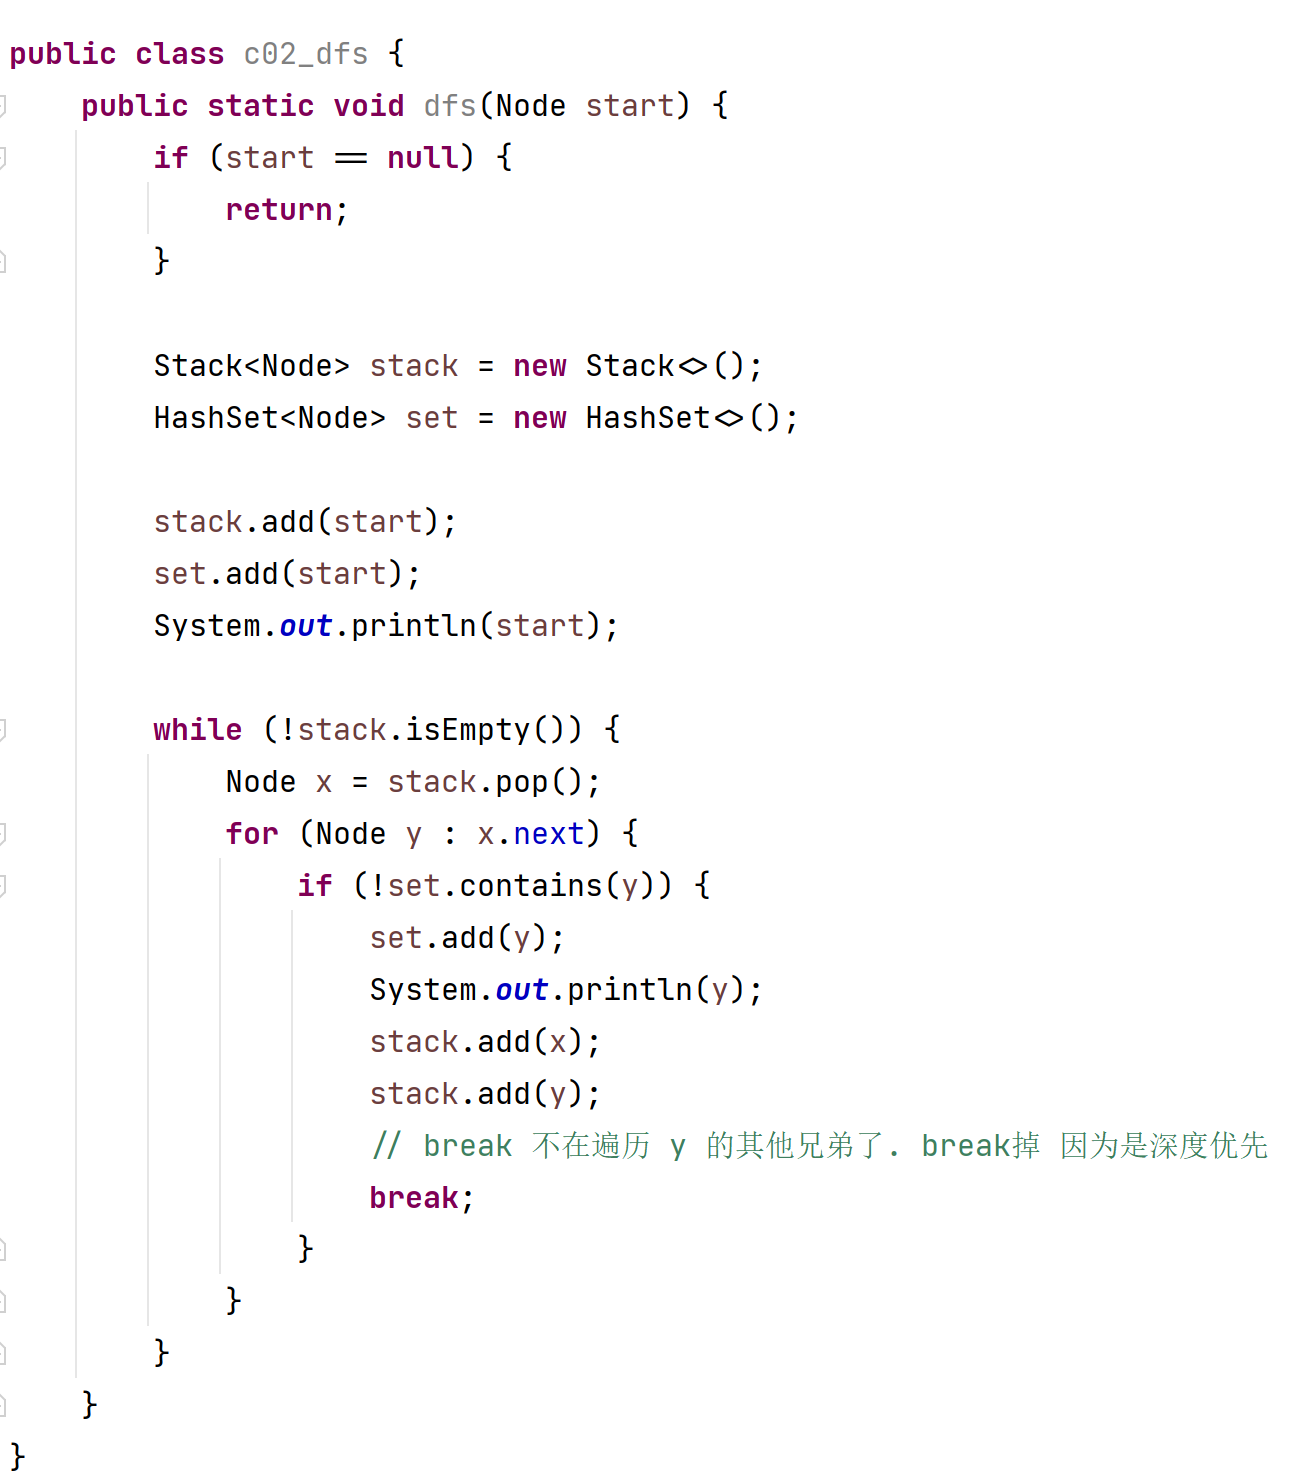 public class c02_dfs {
    public static void dfs(Node start) {
        if (start == null) {
            return;
        }
        Stack<Node> stack = new Stack<>();
        HashSet<Node> set = new HashSet<>();
        stack.add(start);
        set.add(start);
        System.out.println(start);
        while (!stack.isEmpty()) {
            Node x = stack.pop();
            for (Node y : x.next) {
                if (!set.contains(y)) {
                    set.add(y);
                    System.out.println(y);
                    stack.add(x);
                    stack.add(y);
                    // break 不在遍历 y 的其他兄弟了. break掉 因为是深度优先
                    break;
                }
            }
        }
    }
}